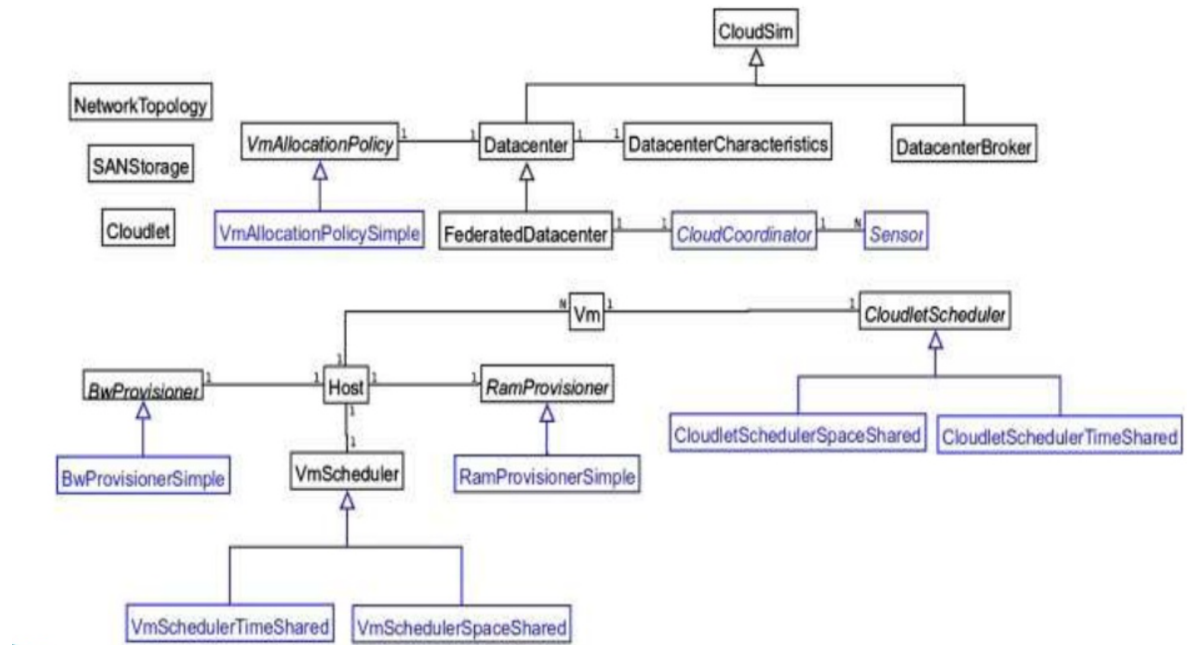 CloudSim
NetworkTopology
VmAllocationPolicy 1 1 Datacenter 1 1 DatacenterCharacteristics
DatacenterBroker
SANStorage
Cloudlet
VmAllocationPolicySimple
FederatedDatacenter 1 1 CloudCoordinator 1 N Sensor
N Vm 1 1 CloudletScheduler
1
BwProvisioner 1 1 Host 1 1 RamProvisioner
1
CloudletSchedulerSpaceShared
CloudletSchedulerTimeShared
1
VmScheduler
BwProvisionerSimple
RamProvisionerSimple
VmSchedulerTimeShared
VmSchedulerSpaceShared